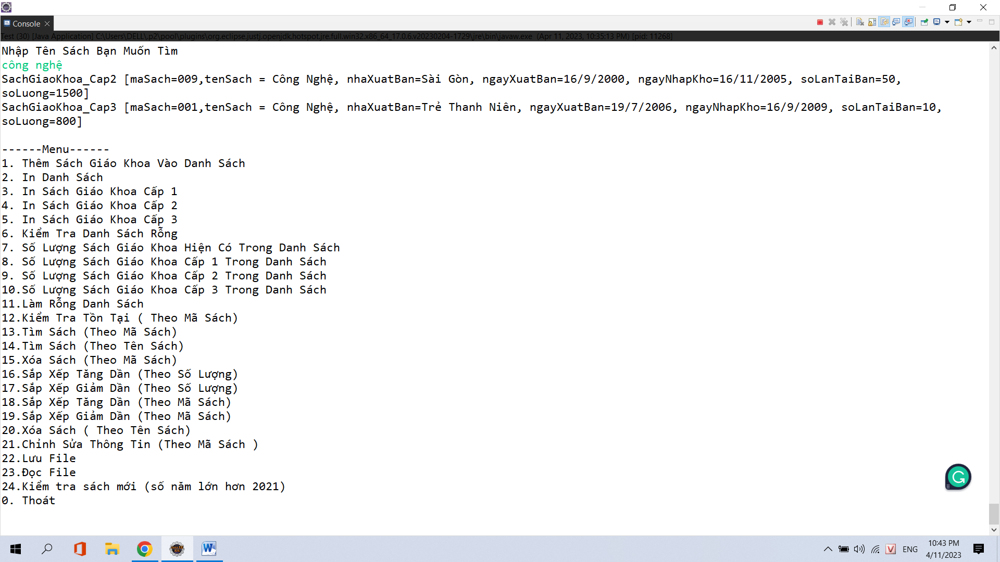 Console
Test (30) [Java Application] C:\Users\DELL\.p2\pool\plugins\org.eclipse.justj.openjdk.hotspot.jre.full.win32.x86_64_17.0.6.v20230204-1729\jre\bin\javaw.exe (Apr 11, 2023, 10:35:13 PM) [pid: 11268]
Nhập Tên Sách Bạn Muốn Tìm
công nghệ
SachGiaoKhoa_Cap2 [maSach=009,tenSach = Công Nghệ, nhaXuatBan=Sài Gòn, ngayXuatBan=16/9/2000, ngayNhapKho=16/11/2005, soLanTaiBan=50,
soLuong=1500]
SachGiaoKhoa_Cap3 [maSach=001,tenSach = Công Nghệ, nhaXuatBan=Trẻ Thanh Niên, ngayXuatBan=19/7/2006, ngayNhapKho=16/9/2009, soLanTaiBan=10,
soLuong=800]
------Menu------
1. Thêm Sách Giáo Khoa Vào Danh Sách
2. In Danh Sách
3. In Sách Giáo Khoa Cấp 1
4. In Sách Giáo Khoa Cấp 2
5. In Sách Giáo Khoa Cấp 3
6. Kiểm Tra Danh Sách Rỗng
7. Số Lượng Sách Giáo Khoa Hiện Có Trong Danh Sách
8. Số Lượng Sách Giáo Khoa Cấp 1 Trong Danh Sách
9. Số Lượng Sách Giáo Khoa Cấp 2 Trong Danh Sách
10.Số Lượng Sách Giáo Khoa Cấp 3 Trong Danh Sách
11.Làm Rỗng Danh Sách
12.Kiểm Tra Tồn Tại ( Theo Mã Sách)
13.Tìm Sách (Theo Mã Sách)
14.Tìm Sách (Theo Tên Sách)
15.Xóa Sách (Theo Mã Sách)
16.Sắp Xếp Tăng Dần (Theo Số Lượng)
17.Sắp Xếp Giảm Dần (Theo Số Lượng)
18.Sắp Xếp Tăng Dần (Theo Mã Sách)
19.Sắp Xếp Giảm Dần (Theo Mã Sách)
20.Xóa Sách ( Theo Tên Sách)
21.Chỉnh Sửa Thông Tin (Theo Mã Sách )
22.Lưu File
23.Đọc File
24.Kiểm tra sách mới (số năm lớn hơn 2021)
0. Thoát
ENG
10:43 PM
4/11/2023